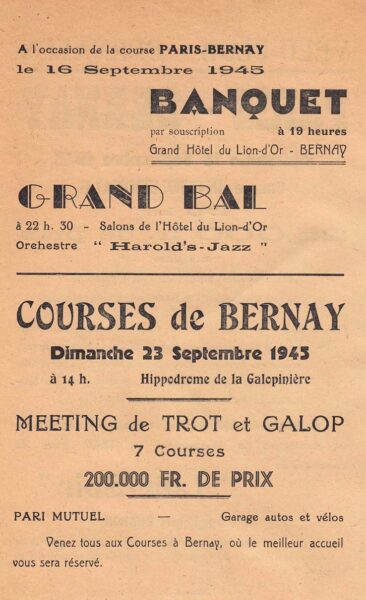 A l'occasion de la course PARIS-BERNAY
le 16 Septembre 1945
BANQUET
par souscription à 19 heures
Grand Hôtel du Lion-d'Or - BERNAY
GRAND BAL
à 22 h. 30 - Salons de l'Hôtel du Lion-d'Or
Orchestre " Harold's-Jazz "
COURSES de BERNAY
Dimanche 23 Septembre 1945
à 14 h. Hippodrome de la Galopinière
MEETING de TROT et GALOP
7 Courses
200.000 FR. DE PRIX
PARI MUTUEL — Garage autos et vélos
Venez tous aux Courses à Bernay, où le meilleur accueil
vous sera réservé.